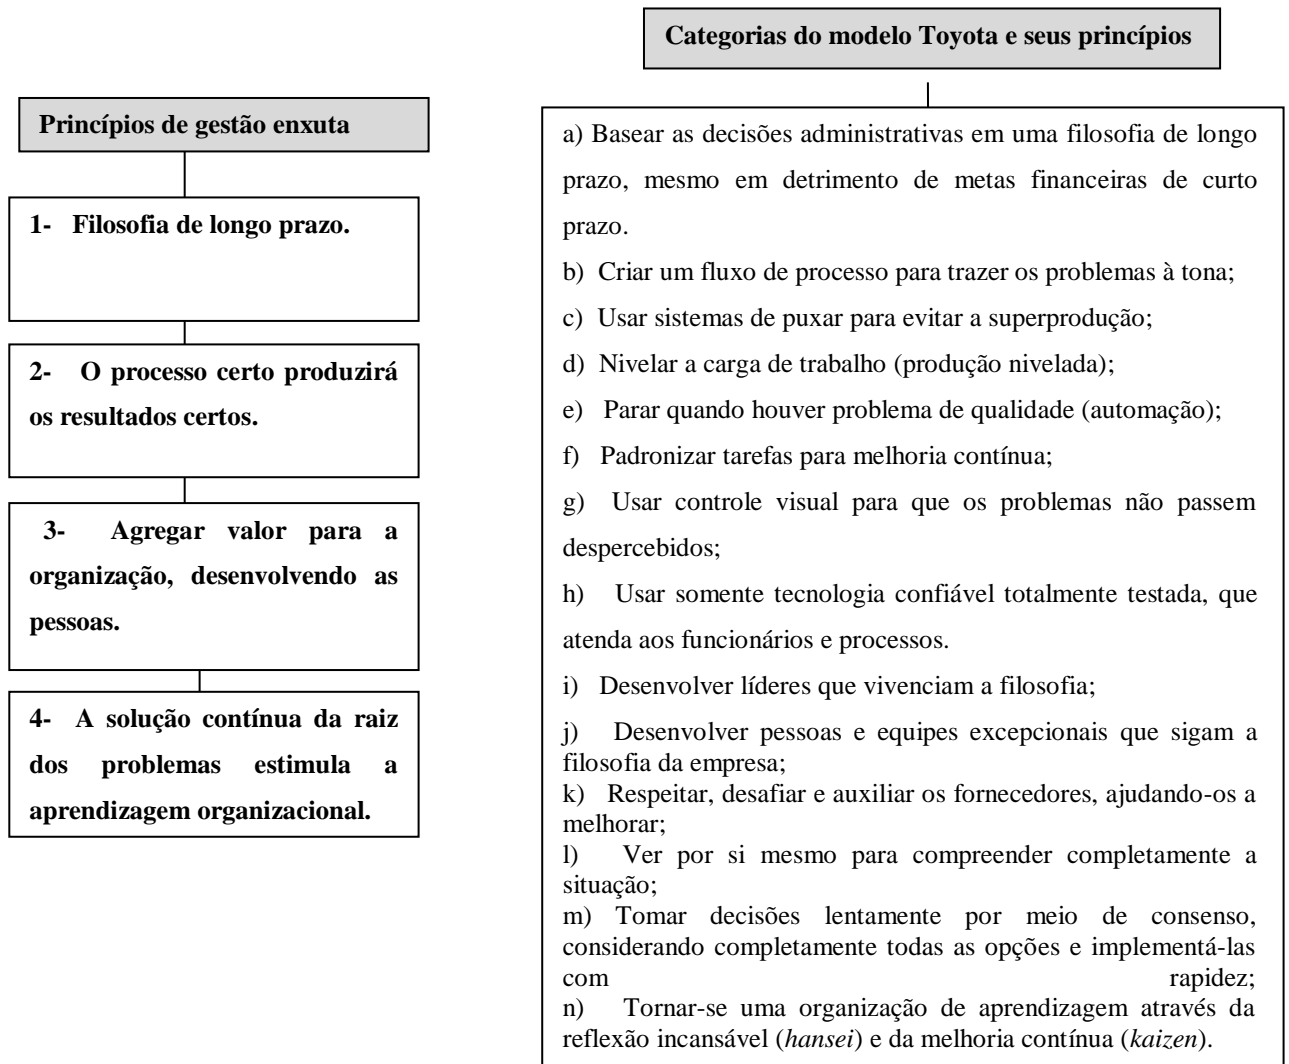 Categorias do modelo Toyota e seus princípios
Princípios de gestão enxuta
1- Filosofia de longo prazo.
2- O processo certo produzirá
os resultados certos.
3- Agregar valor para a
organização, desenvolvendo as
pessoas.
4- A solução contínua da raiz
dos problemas estimula a
aprendizagem organizacional.
a) Basear as decisões administrativas em uma filosofia de longo
prazo, mesmo em detrimento de metas financeiras de curto
prazo.
b) Criar um fluxo de processo para trazer os problemas à tona;
c) Usar sistemas de puxar para evitar a superprodução;
d) Nivelar a carga de trabalho (produção nivelada);
e) Parar quando houver problema de qualidade (automação);
f) Padronizar tarefas para melhoria contínua;
g) Usar controle visual para que os problemas não passem
despercebidos;
h) Usar somente tecnologia confiável totalmente testada, que
atenda aos funcionários e processos.
i) Desenvolver líderes que vivenciam a filosofia;
j) Desenvolver pessoas e equipes excepcionais que sigam a
filosofia da empresa;
k) Respeitar, desafiar e auxiliar os fornecedores, ajudando-os a
melhorar;
l) Ver por si mesmo para compreender completamente a
situação;
m) Tomar decisões lentamente por meio de consenso,
considerando completamente todas as opções e implementá-las
com rapidez;
n) Tornar-se uma organização de aprendizagem através da
reflexão incansável (hansei) e da melhoria contínua (kaizen).